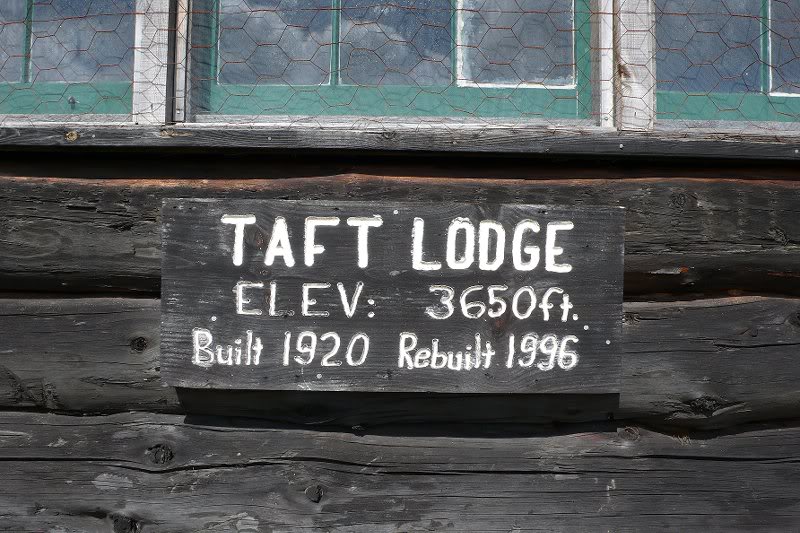 TAFT LODGE
ELEV: 3650ft.
Built 1920 Rebuilt 1996